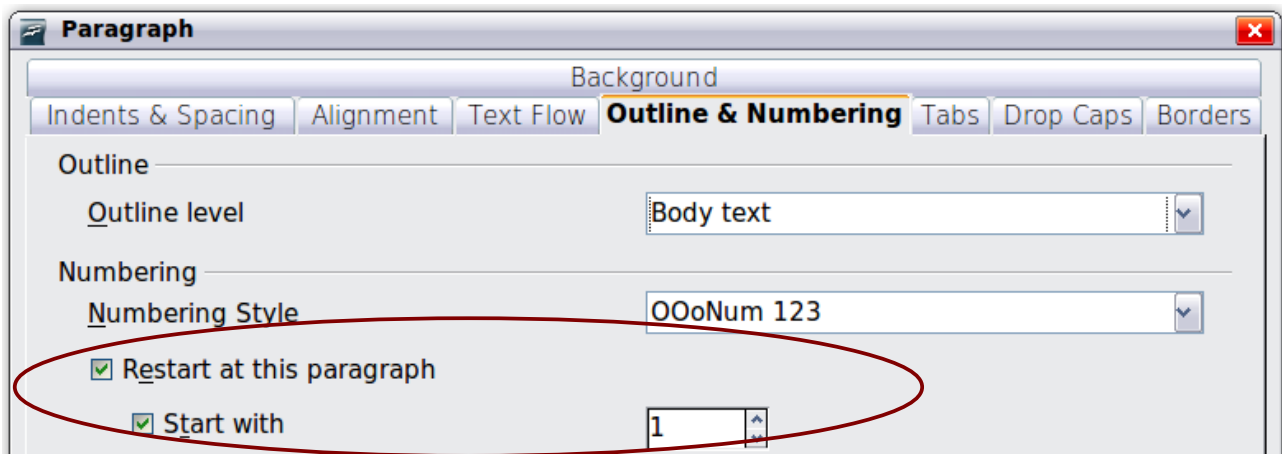 Paragraph
Background
Indents & Spacing Alignment Text Flow Outline & Numbering Tabs Drop Caps Borders
Outline
Outline level Body text
Numbering
Numbering Style OOoNum 123
Restart at this paragraph
Start with 1